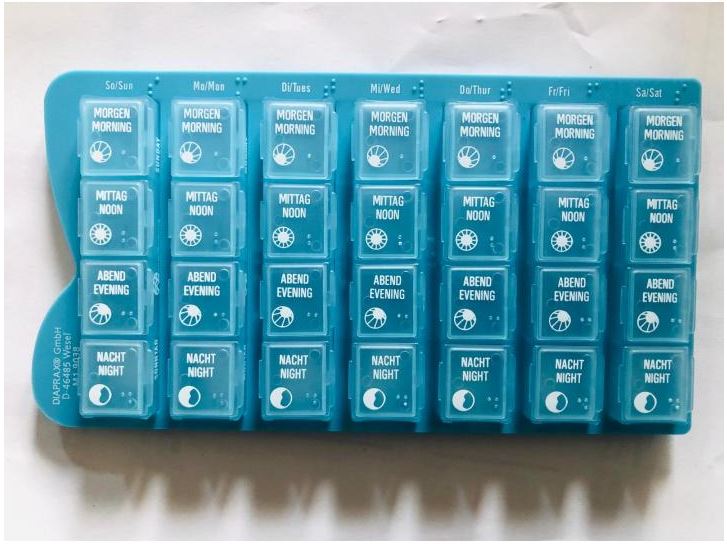 So/Sun Mo/Mon Di/Tues Mi/Wed Do/Thur Fr/Fri Sa/Sat
MORGEN MORGEN MORGEN MORGEN MORGEN MORGEN MORGEN
MORNING MORNING MORNING MORNING MORNING MORNING MORNING
SUNDAY
MITTAG MITTAG MITTAG MITTAG MITTAG MITTAG MITTAG
NOON NOON NOON NOON NOON NOON NOON
ABEND ABEND ABEND ABEND ABEND ABEND ABEND
EVENING EVENING EVENING EVENING EVENING EVENING EVENING
NACHT NACHT NACHT NACHT NACHT NACHT NACHT
NIGHT NIGHT NIGHT NIGHT NIGHT NIGHT NIGHT
DIAPRAX® GmbH
D-46485 Wesel